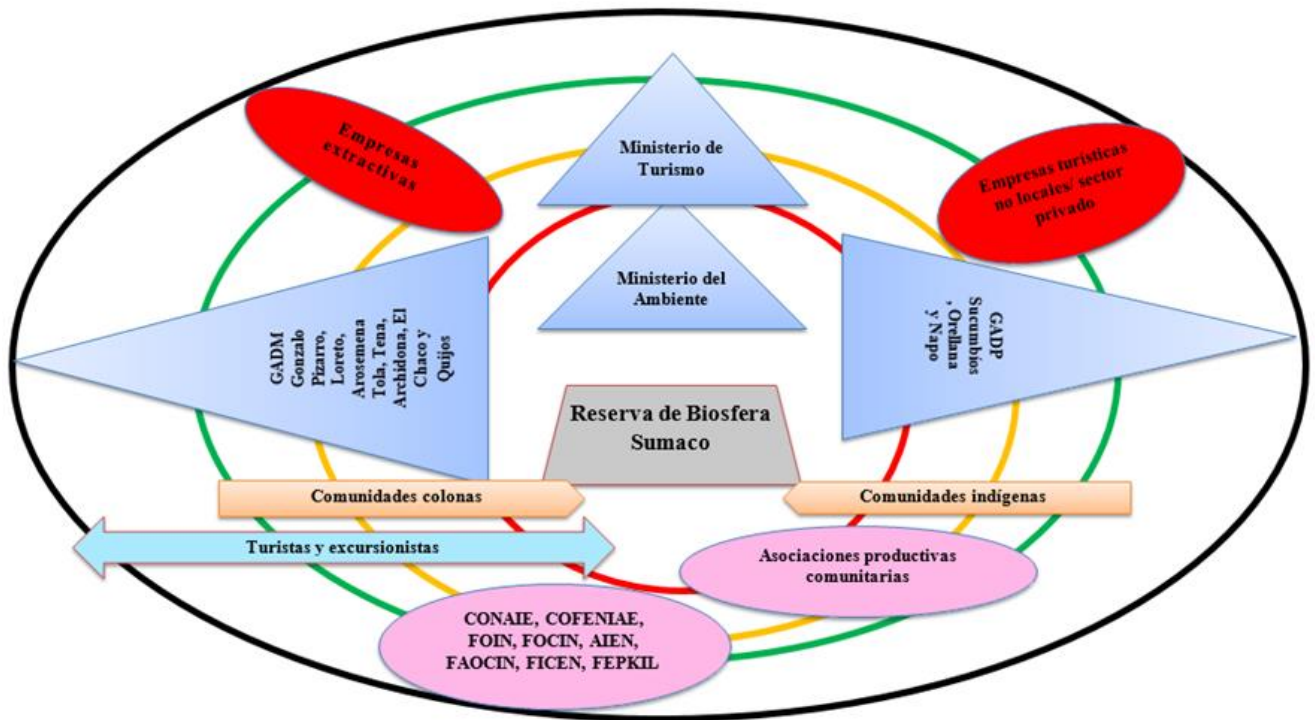 Empresas
extractivas
Ministerio de
Turismo
Empresas turísticas
no locales/ sector
privado
Ministerio del
Ambiente
GADM
Gonzalo
Pizarro,
Loreto,
Arosemena
Tola, Tena,
Archidona, El
Chaco y
Quijos
GADP
Sucumbíos
, Orellana
y Napo
Reserva de Biosfera
Sumaco
Comunidades colonas
Comunidades indígenas
Turistas y excursionistas
Asociaciones productivas
comunitarias
CONAIE, COFENIAE,
FOIN, FOCIN, AIEN,
FAOCIN, FICEN, FEPKIL